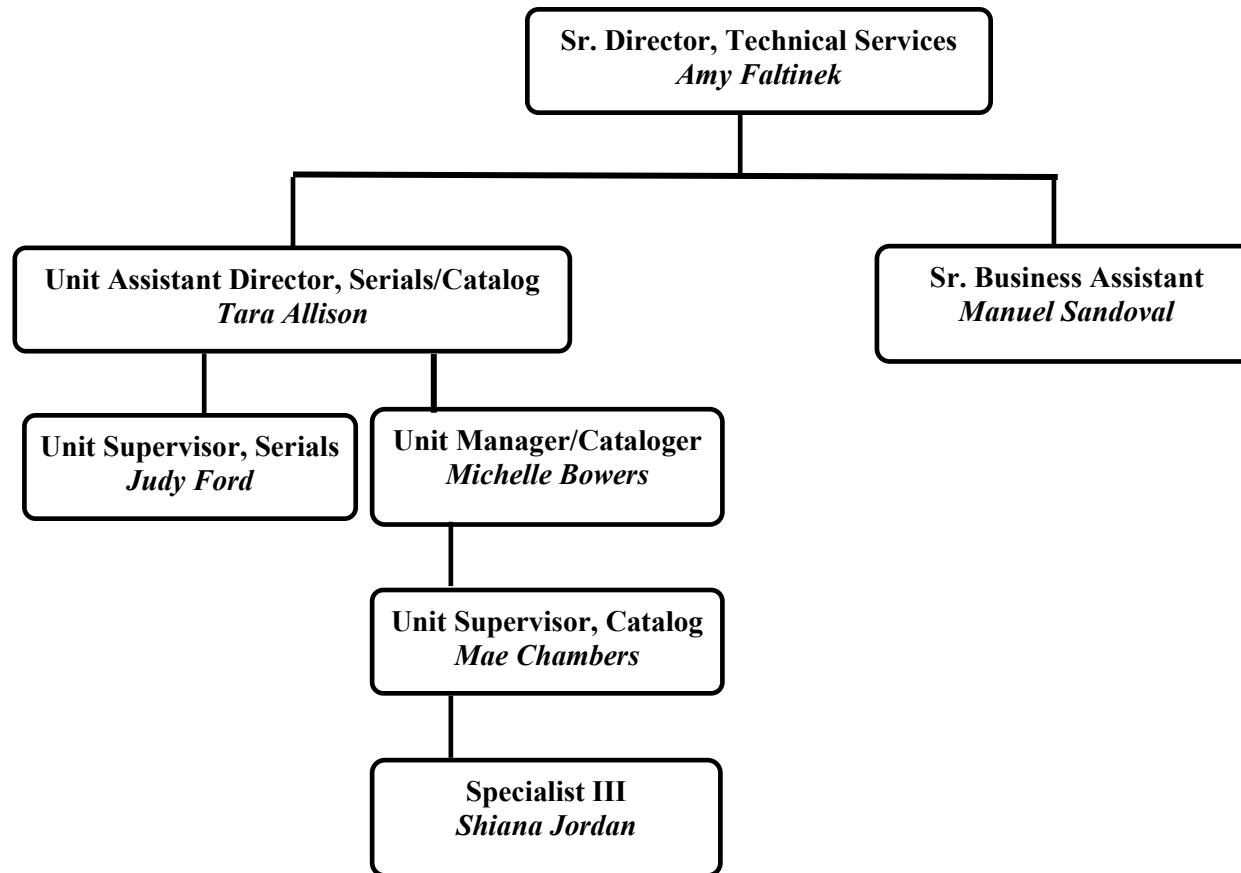 Sr. Director, Technical Services
Amy Faltinek
Unit Assistant Director, Serials/Catalog
Tara Allison
Sr. Business Assistant
Manuel Sandoval
Unit Supervisor, Serials
Judy Ford
Unit Manager/Cataloger
Michelle Bowers
Unit Supervisor, Catalog
Mae Chambers
Specialist III
Shiana Jordan